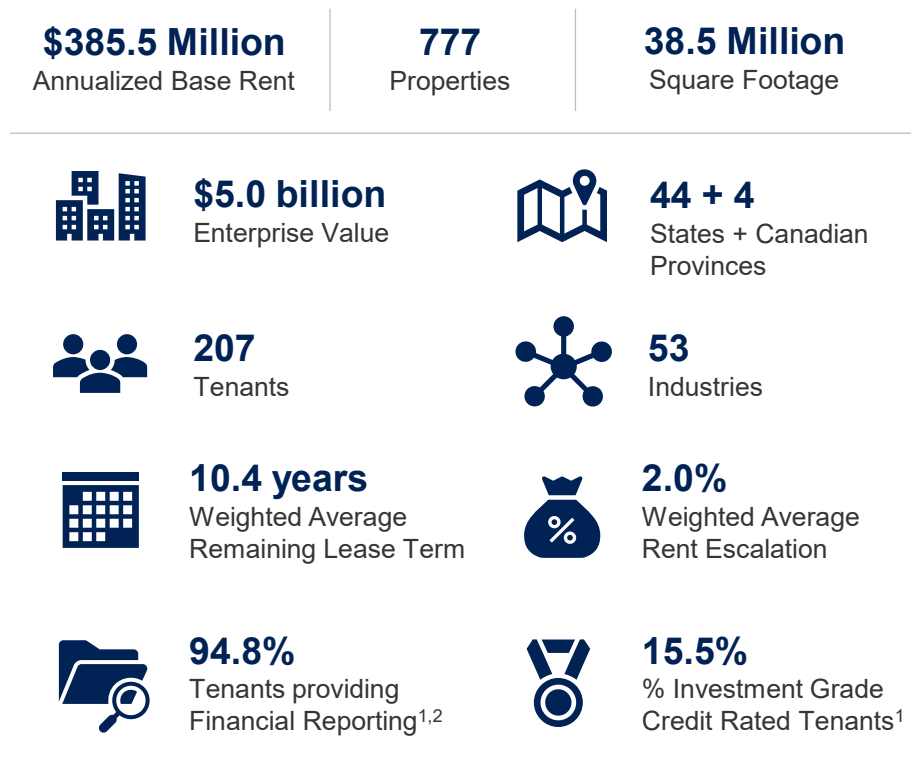 $385.5 Million
Annualized Base Rent
777
Properties
38.5 Million
Square Footage
$5.0 billion
Enterprise Value
44 + 4
States + Canadian
Provinces
207
Tenants
53
Industries
10.4 years
Weighted Average
Remaining Lease Term
2.0%
Weighted Average
Rent Escalation
%
94.8%
Tenants providing
Financial Reporting1,2
15.5%
% Investment Grade
Credit Rated Tenants1